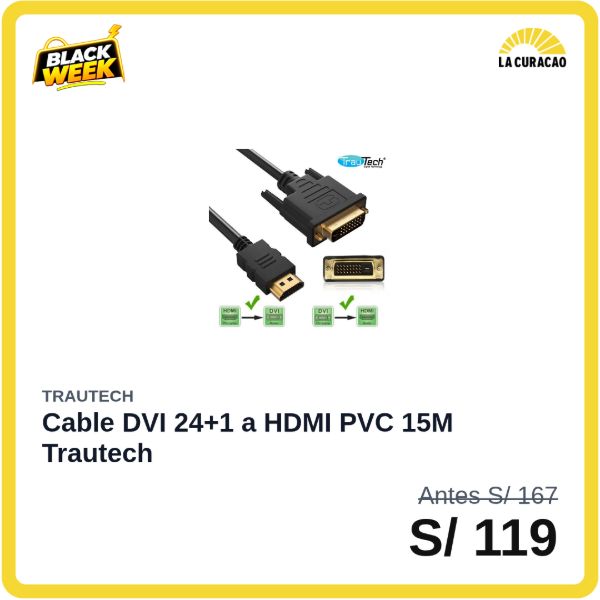 BLACK
WEEK
LA CURACAO
TrauTech®
HDMI
DVI
DVI
HDMI
TRAUTECH
Cable DVI 24+1 a HDMI PVC 15M
Trautech
Antes S/ 167
S/ 119